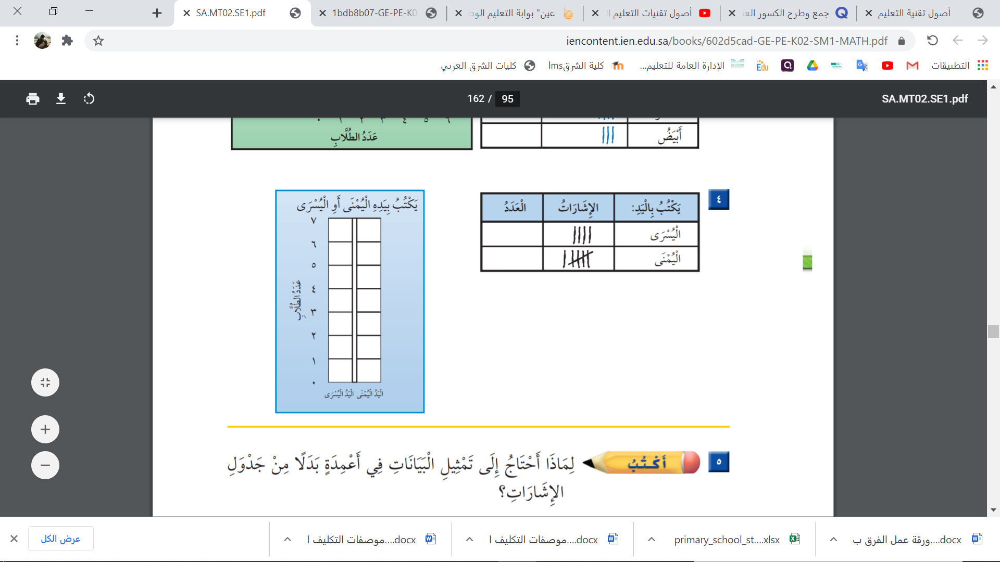 أصول تقنية التعليم
جمع وطرح الكسور الع
أصول تقنيات التعليم ال
عين" بوابة التعليم الوط
1bdb8b07-GE-PE-K0
SA.MT02.SE1.pdf
iencontent.ien.edu.sa/books/602d5cad-GE-PE-K02-SM1-MATH.pdf
التطبيقات
الإدارة العامة للتعليم...
كلية الشرقlms
كليات الشرق العربي
SA.MT02.SE1.pdf
162 / 95
أَبْيَضُ
٠ ١ ٢ ٣ ٤ ٥ ٦
عَدَدُ الطُلَّابِ
٤
يَكْتُبُ بِالْيَدِ: الإِشَارَاتُ الْعَدَدُ
الْيُسْرَى
الْيُمْنَى
يَكْتُبُ بِيَدِهِ الْيُمْنَى أَوِ الْيُسْرَى
٧
٦
٥
٤
٣
٢
١
٠
عَدَدُ الطُلَّابِ
الْيَدُ الْيُمْنَى الْيَدُ الْيُسْرَى
٥
أَكْتُبُ لِمَاذَا أَحْتَاجُ إِلَى تَمْثِيلِ الْبَيَانَاتِ فِي أَعْمِدَةٍ بَدَلًا مِنْ جَدْوَلِ
الإِشَارَاتِ؟
ورقة عمل الفرق ب....docx
primary_school_st....xlsx
موصفات التكليف ا....docx
موصفات التكليف ا....docx
عرض الكل